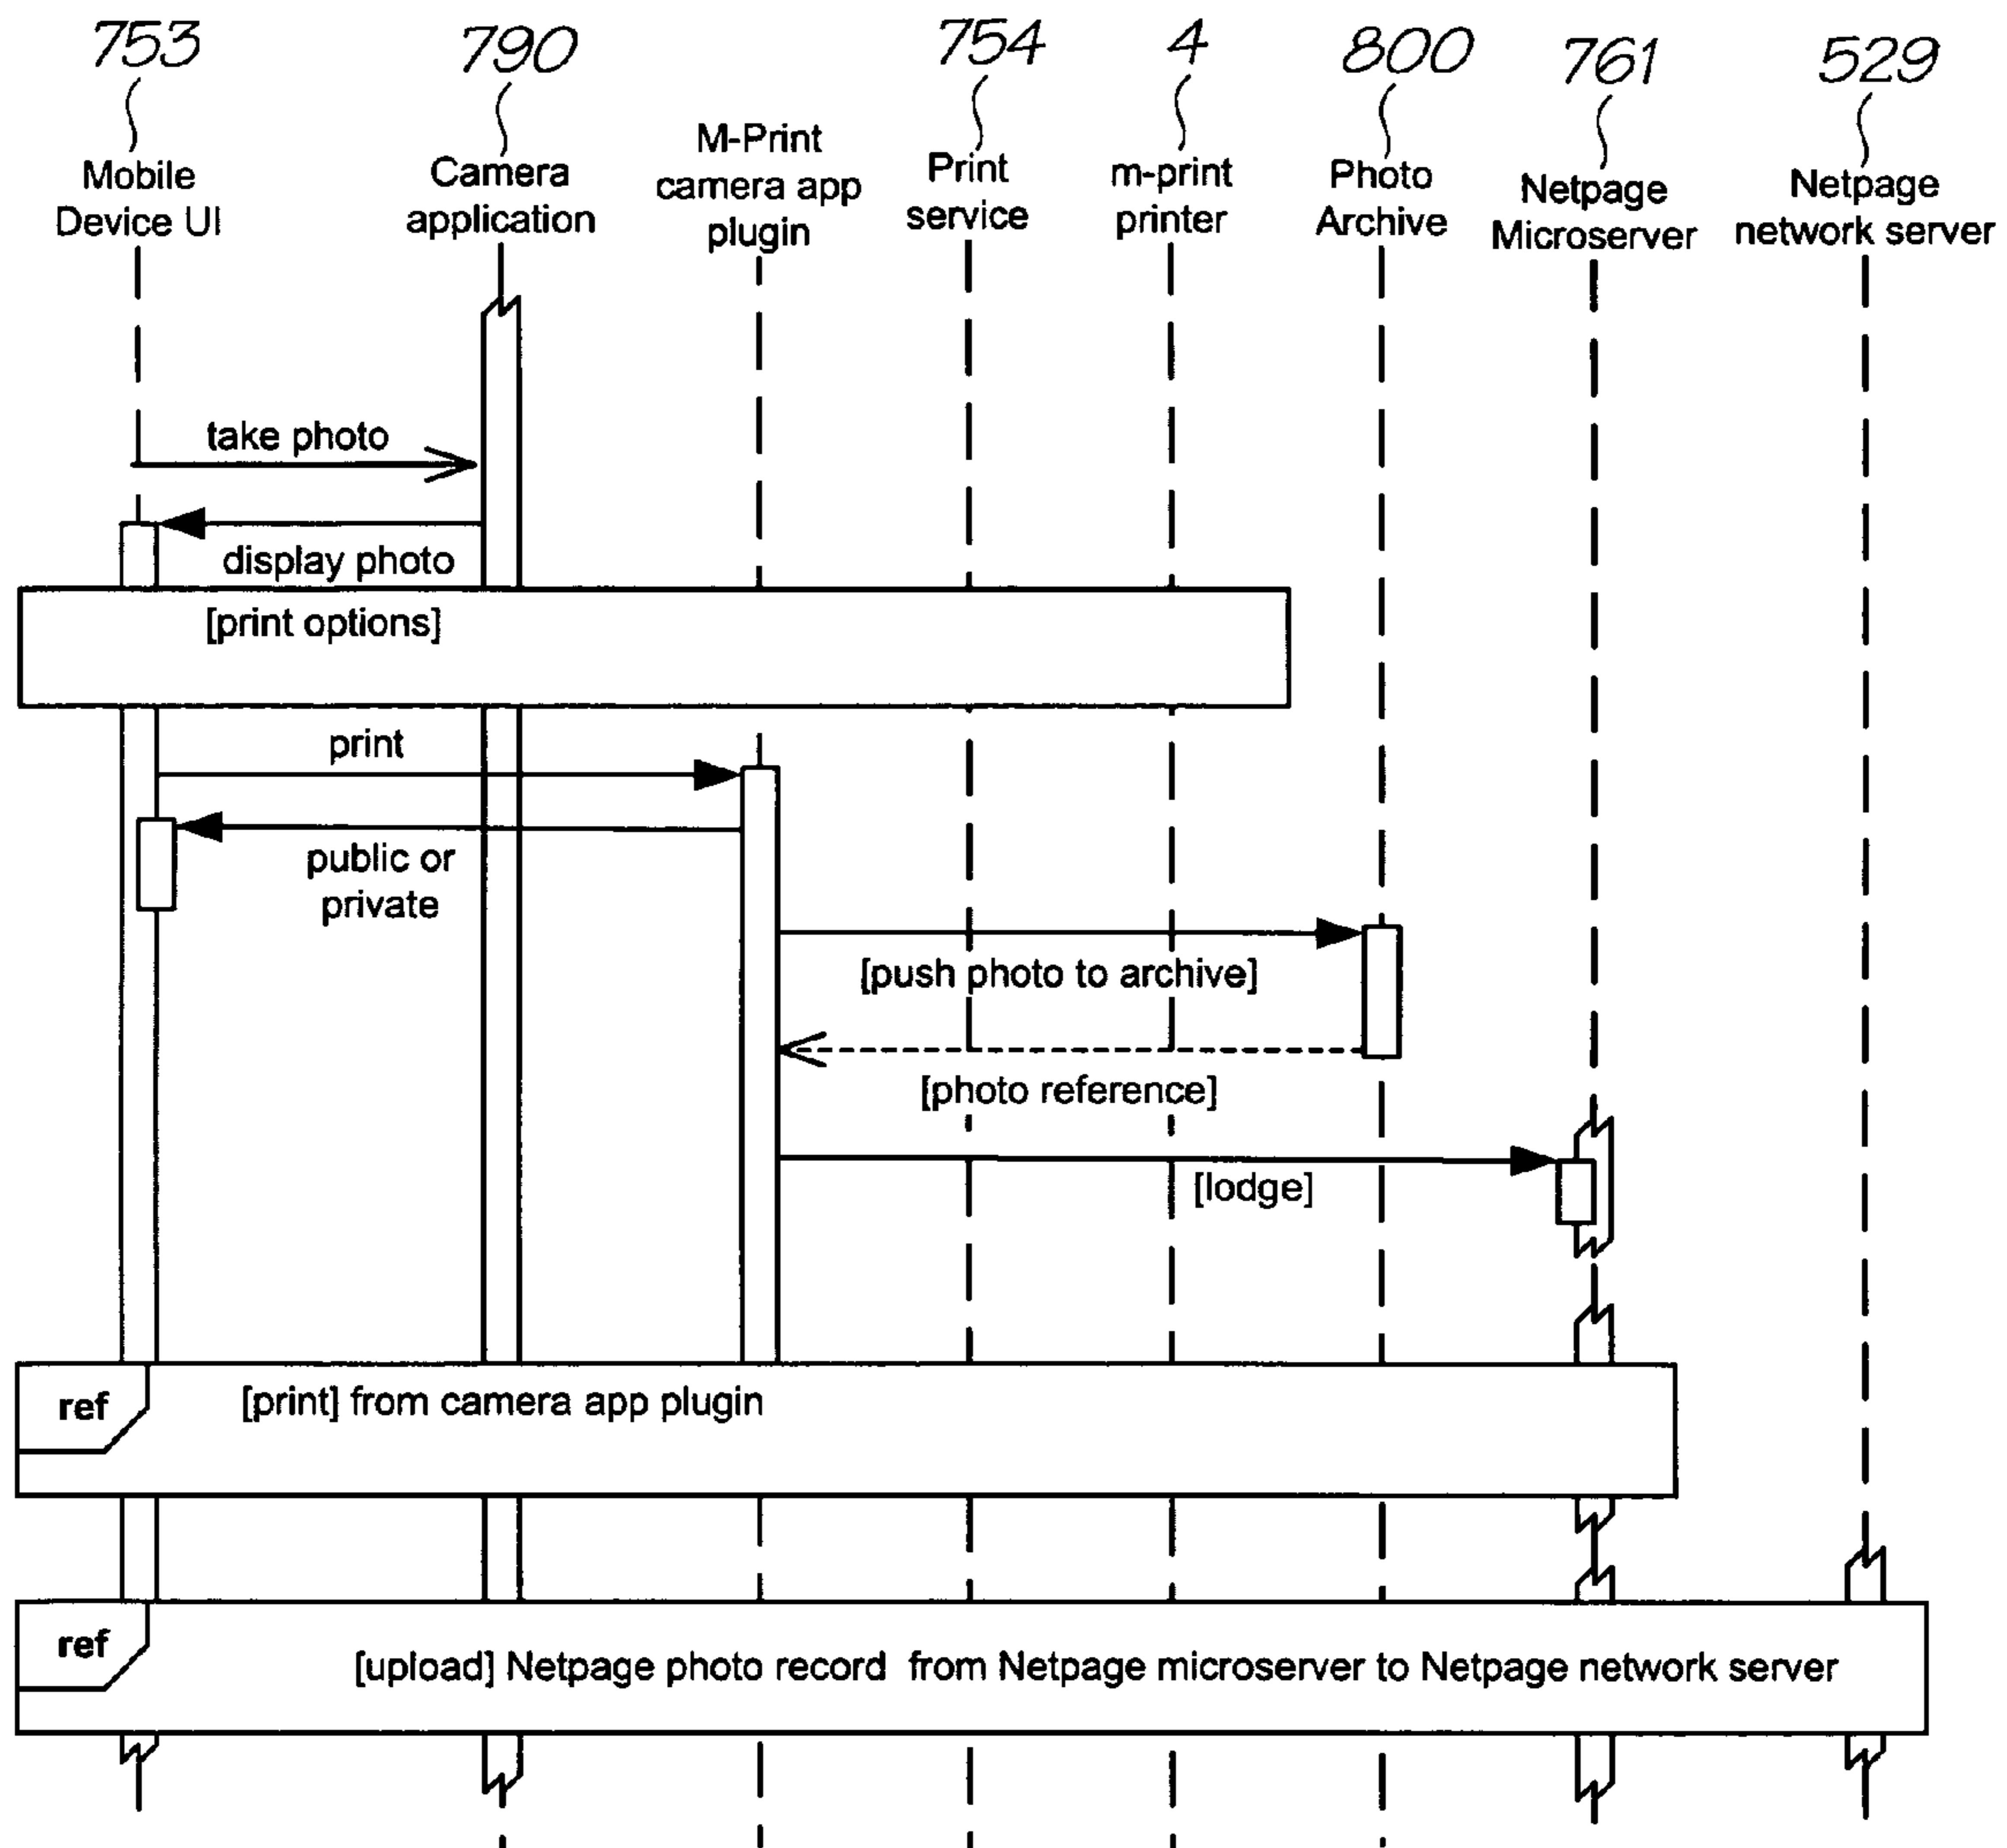 753
790
754
4
800
761
529
Mobile
Device UI
Camera
application
M-Print
camera app
plugin
Print
service
m-print
printer
Photo
Archive
Netpage
Microserver
Netpage
network server
take photo
display photo
[print options]
print
public or
private
[push photo to archive]
[photo reference]
[lodge]
ref
[print] from camera app plugin
ref
[upload] Netpage photo record from Netpage microserver to Netpage network server